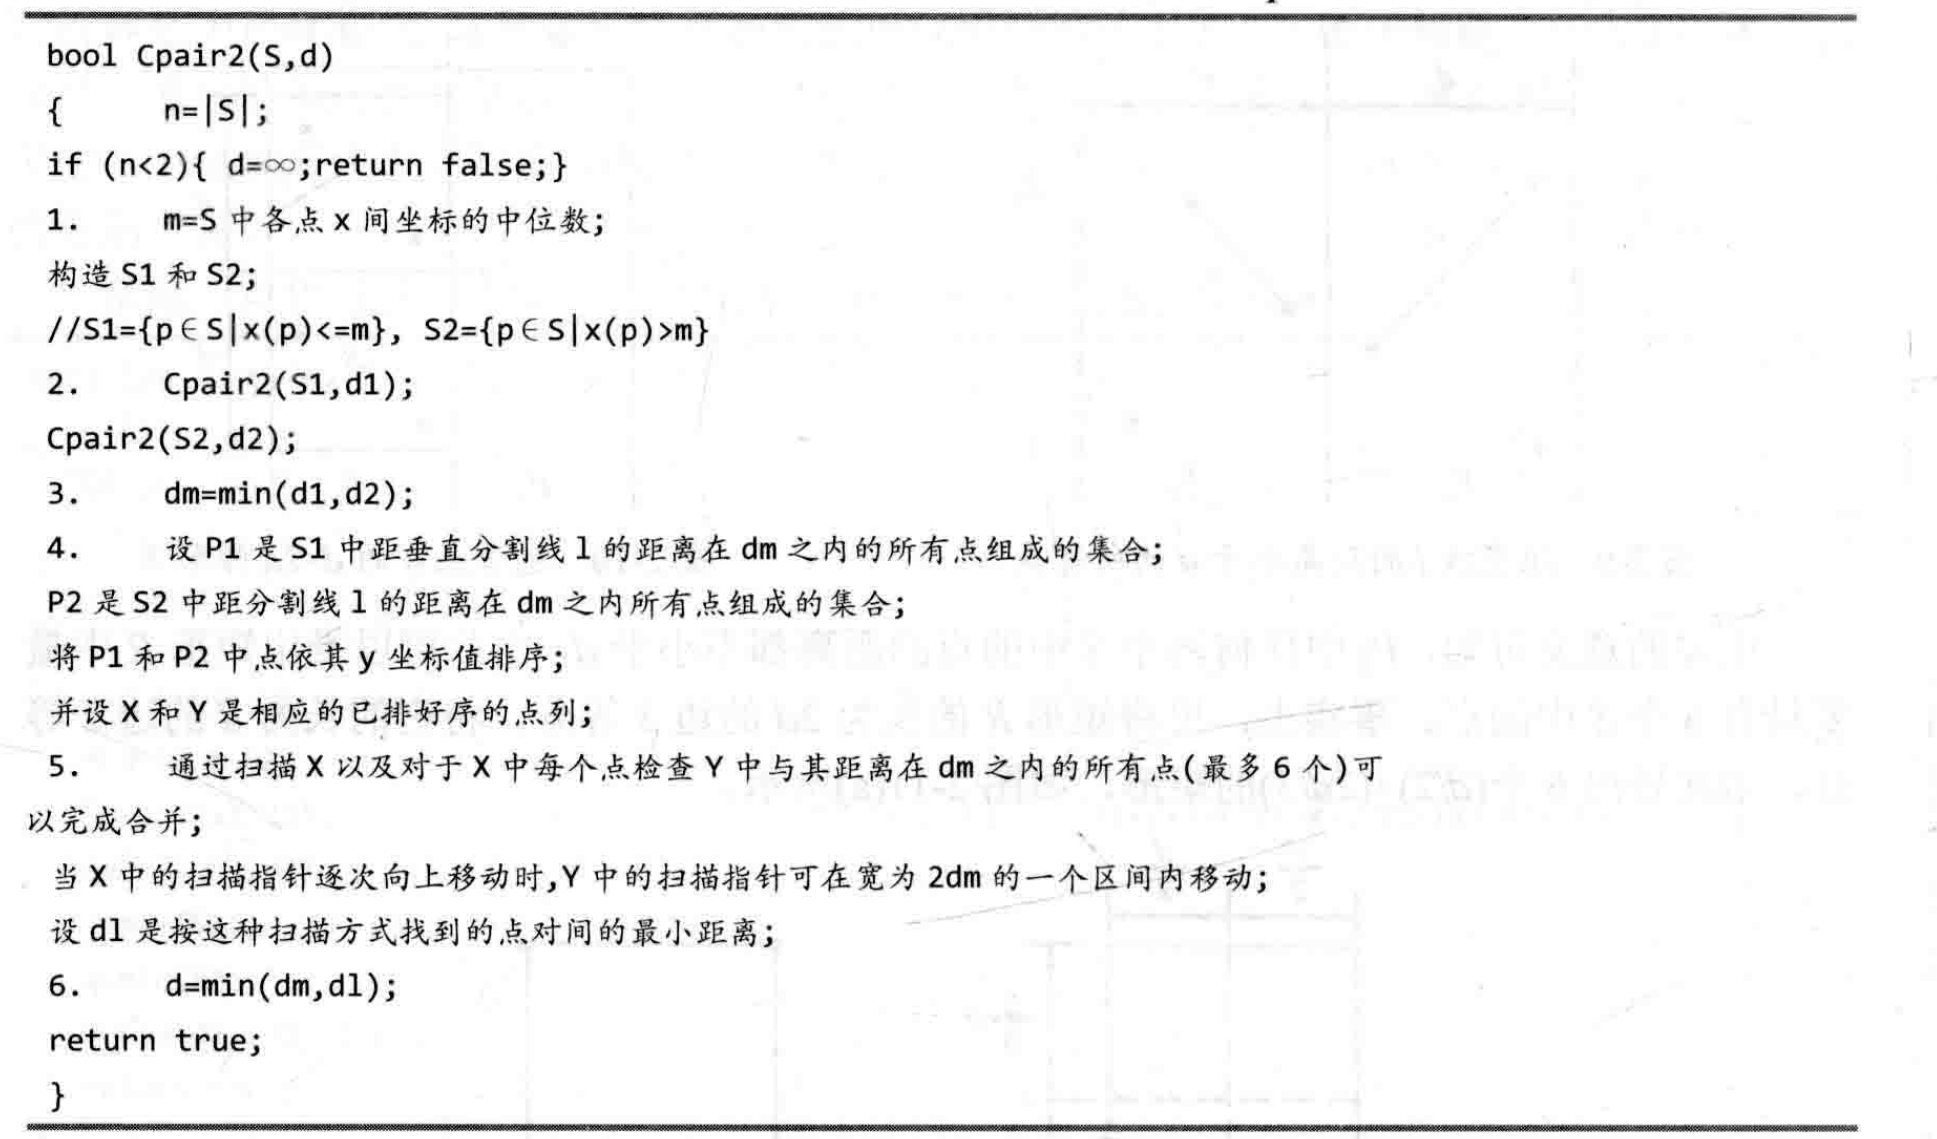 bool Cpair2(S,d)
{ n=|S|;
if (n<2){ d=∞;return false;}
1. m=S 中各点 x 间坐标的中位数;
构造 S1 和 S2;
//S1={p∈S|x(p)<=m}, S2={p∈S|x(p)>m}
2. Cpair2(S1,d1);
Cpair2(S2,d2);
3. dm=min(d1,d2);
4. 设 P1 是 S1 中距垂直分割线 l 的距离在 dm 之内的所有点组成的集合;
P2 是 S2 中距分割线 l 的距离在 dm 之内所有点组成的集合;
将 P1 和 P2 中点依其 y 坐标值排序;
并设 X 和 Y 是相应的已排好序的点列;
5. 通过扫描 X 以及对于 X 中每个点检查 Y 中与其距离在 dm 之内的所有点(最多 6 个)可
以完成合并;
当 X 中的扫描指针逐次向上移动时,Y 中的扫描指针可在宽为 2dm 的一个区间内移动;
设 dl 是按这种扫描方式找到的点对间的最小距离;
6. d=min(dm,dl);
return true;
}